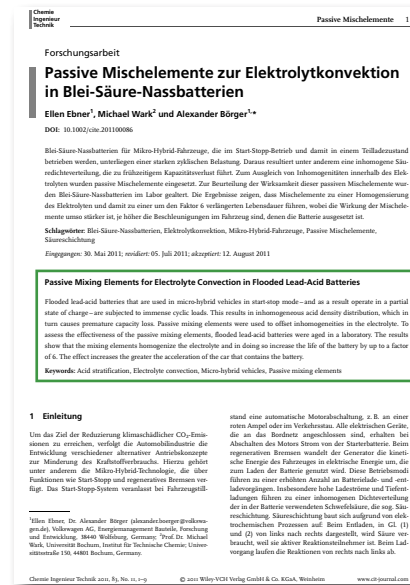 Chemie
Ingenieur
Technik
Passive Mischelemente 1
Forschungsarbeit
Passive Mischelemente zur Elektrolytkonvektion
in Blei-Säure-Nassbatterien
Ellen Ebner¹, Michael Wark² und Alexander Börger¹,*
DOI: 10.1002/cite.201100086
Blei-Säure-Nassbatterien für Mikro-Hybrid-Fahrzeuge, die im Start-Stopp-Betrieb und damit in einem Teilladezustand
betrieben werden, unterliegen einer starken zyklischen Belastung. Daraus resultiert unter anderem eine inhomogene Säu-
redichteverteilung, die zu frühzeitigem Kapazitätsverlust führt. Zum Ausgleich von Inhomogenitäten innerhalb des Elek-
trolyten wurden passive Mischelemente eingesetzt. Zur Beurteilung der Wirksamkeit dieser passiven Mischelemente wur-
den Blei-Säure-Nassbatterien im Labor gealtert. Die Ergebnisse zeigen, dass Mischelemente zu einer Homogenisierung
des Elektrolyten und damit zu einer um den Faktor 6 verlängerten Lebensdauer führen, wobei die Wirkung der Mischele-
mente umso stärker ist, je höher die Beschleunigungen im Fahrzeug sind, denen die Batterie ausgesetzt ist.
Schlagwörter: Blei-Säure-Nassbatterien, Elektrolytkonvektion, Mikro-Hybrid-Fahrzeuge, Passive Mischelemente,
Säureschichtung
Eingegangen: 30. Mai 2011; revidiert: 05. Juli 2011; akzeptiert: 12. August 2011
Passive Mixing Elements for Electrolyte Convection in Flooded Lead-Acid Batteries
Flooded lead-acid batteries that are used in micro-hybrid vehicles in start-stop mode – and as a result operate in a partial
state of charge – are subjected to immense cyclic loads. This results in inhomogeneous acid density distribution, which in
turn causes premature capacity loss. Passive mixing elements were used to offset inhomogeneities in the electrolyte. To
assess the effectiveness of the passive mixing elements, flooded lead-acid batteries were aged in a laboratory. The results
show that the mixing elements homogenize the electrolyte and in doing so increase the life of the battery by up to a factor
of 6. The effect increases the greater the acceleration of the car that contains the battery.
Keywords: Acid stratification, Electrolyte convection, Micro-hybrid vehicles, Passive mixing elements
1 Einleitung
Um das Ziel der Reduzierung klimaschädlicher CO₂-Emis-
sionen zu erreichen, verfolgt die Automobilindustrie die
Entwicklung verschiedener alternativer Antriebskonzepte
zur Minderung des Kraftstoffverbrauchs. Hierzu gehört
unter anderem die Mikro-Hybrid-Technologie, die über
Funktionen wie Start-Stopp und regeneratives Bremsen ver-
fügt. Das Start-Stopp-System veranlasst bei Fahrzeugstill-
¹Ellen Ebner, Dr. Alexander Börger (alexander.boerger@volkswa-
gen.de), Volkswagen AG, Energiemanagement Bauteile, Forschung
und Entwicklung, 38440 Wolfsburg, Germany; ²Prof. Dr. Michael
Wark, Universität Bochum, Institut für Technische Chemie; Univer-
sitätsstraße 150, 44801 Bochum, Germany.
stand eine automatische Motorabschaltung, z. B. an einer
roten Ampel oder im Verkehrsstau. Alle elektrischen Geräte,
die an das Bordnetz angeschlossen sind, erhalten bei
Abschalten des Motors Strom von der Starterbatterie. Beim
regenerativen Bremsen wandelt der Generator die kineti-
sche Energie des Fahrzeuges in elektrische Energie um, die
zum Laden der Batterie genutzt wird. Diese Betriebsmodi
führen zu einer erhöhten Anzahl an Batterielade- und -ent-
ladevorgängen. Insbesondere hohe Ladeströme und Tiefent-
ladungen führen zu einer inhomogenen Dichteverteilung
der in der Batterie verwendeten Schwefelsäure, die sog. Säu-
reschichtung. Säureschichtung baut sich aufgrund von elek-
trochemischen Prozessen auf: Beim Entladen, in Gl. (1)
und (2) von links nach rechts dargestellt, wird Säure ver-
braucht, weil sie aktiver Reaktionsteilnehmer ist. Beim Lad-
vorgang laufen die Reaktionen von rechts nach links ab.
Chemie Ingenieur Technik 2011, 83, No. 11, 1–9
© 2011 Wiley-VCH Verlag GmbH & Co. KGaA, Weinheim
www.cit-journal.com